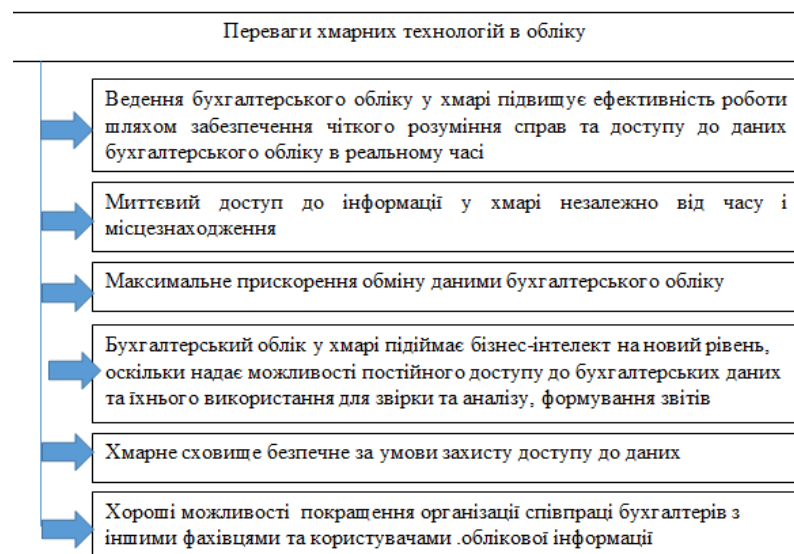 Переваги хмарних технологій в обліку
Ведення бухгалтерського обліку у хмарі підвищує ефективність роботи
шляхом забезпечення чіткого розуміння справ та доступу до даних
бухгалтерського обліку в реальному часі
Миттєвий доступ до інформації у хмарі незалежно від часу і
місцезнаходження
Максимальне прискорення обміну даними бухгалтерського обліку
Бухгалтерський облік у хмарі підіймає бізнес-інтелект на новий рівень,
оскільки надає можливості постійного доступу до бухгалтерських даних
та їхнього використання для звірки та аналізу, формування звітів
Хмарне сховище безпечне за умови захисту доступу до даних
Хороші можливості покращення організації співпраці бухгалтерів з
іншими фахівцями та користувачами .облікової інформації